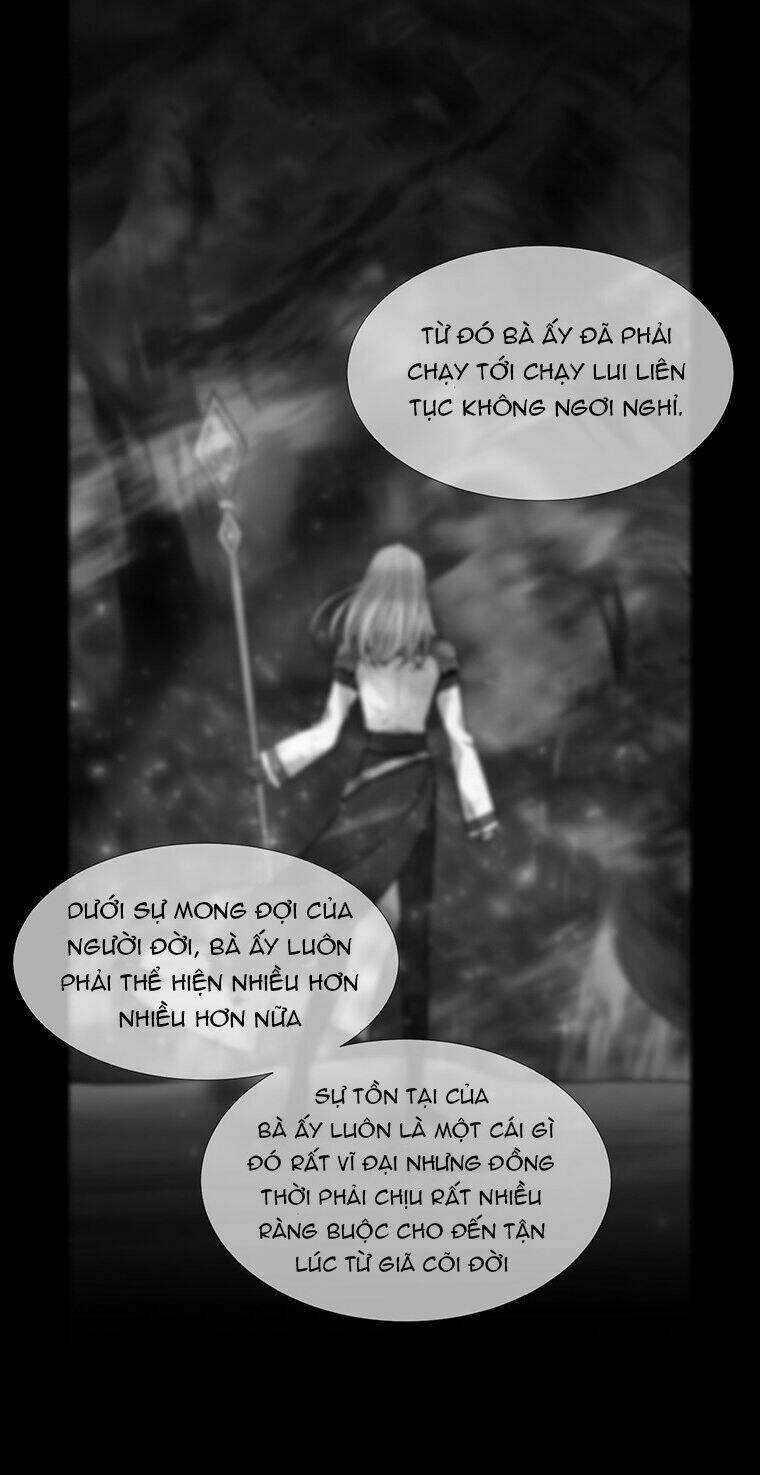 TỪ ĐÓ BÀ ẤY ĐÃ PHẢI
CHẠY TỚI CHẠY LUI LIÊN
TỤC KHÔNG NGƠI NGHỈ.
DƯỚI SỰ MONG ĐỢI CỦA
NGƯỜI ĐỜI, BÀ ẤY LUÔN
PHẢI THỂ HIỆN NHIỀU HƠN
NHIỀU HƠN NỮA
SỰ TỒN TẠI CỦA
BÀ ẤY LUÔN LÀ MỘT CÁI GÌ
ĐÓ RẤT VĨ ĐẠI NHƯNG ĐỒNG
THỜI PHẢI CHỊU RẤT NHIỀU
RÀNG BUỘC CHO ĐẾN TẬN
LÚC TỪ GIÃ CÕI ĐỜI